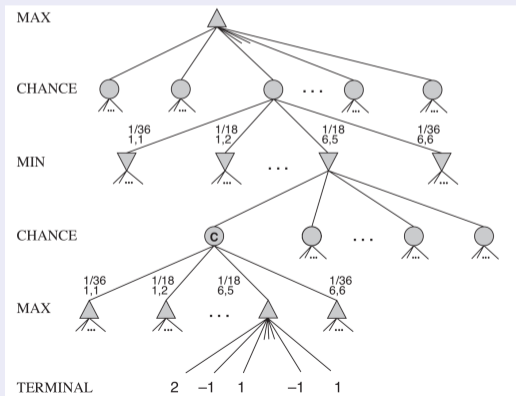 MAX
CHANCE
...
... ... ... ... ...
1/36 1/18 1/18 1/36
1,1 1,2 6,5 6,6
MIN
...
... ... ... ...
CHANCE
C
...
... ... ...
1/36 1/18 1/18 1/36
1,1 1,2 6,5 6,6
MAX
...
... ... ...
TERMINAL 2 –1 1 –1 1